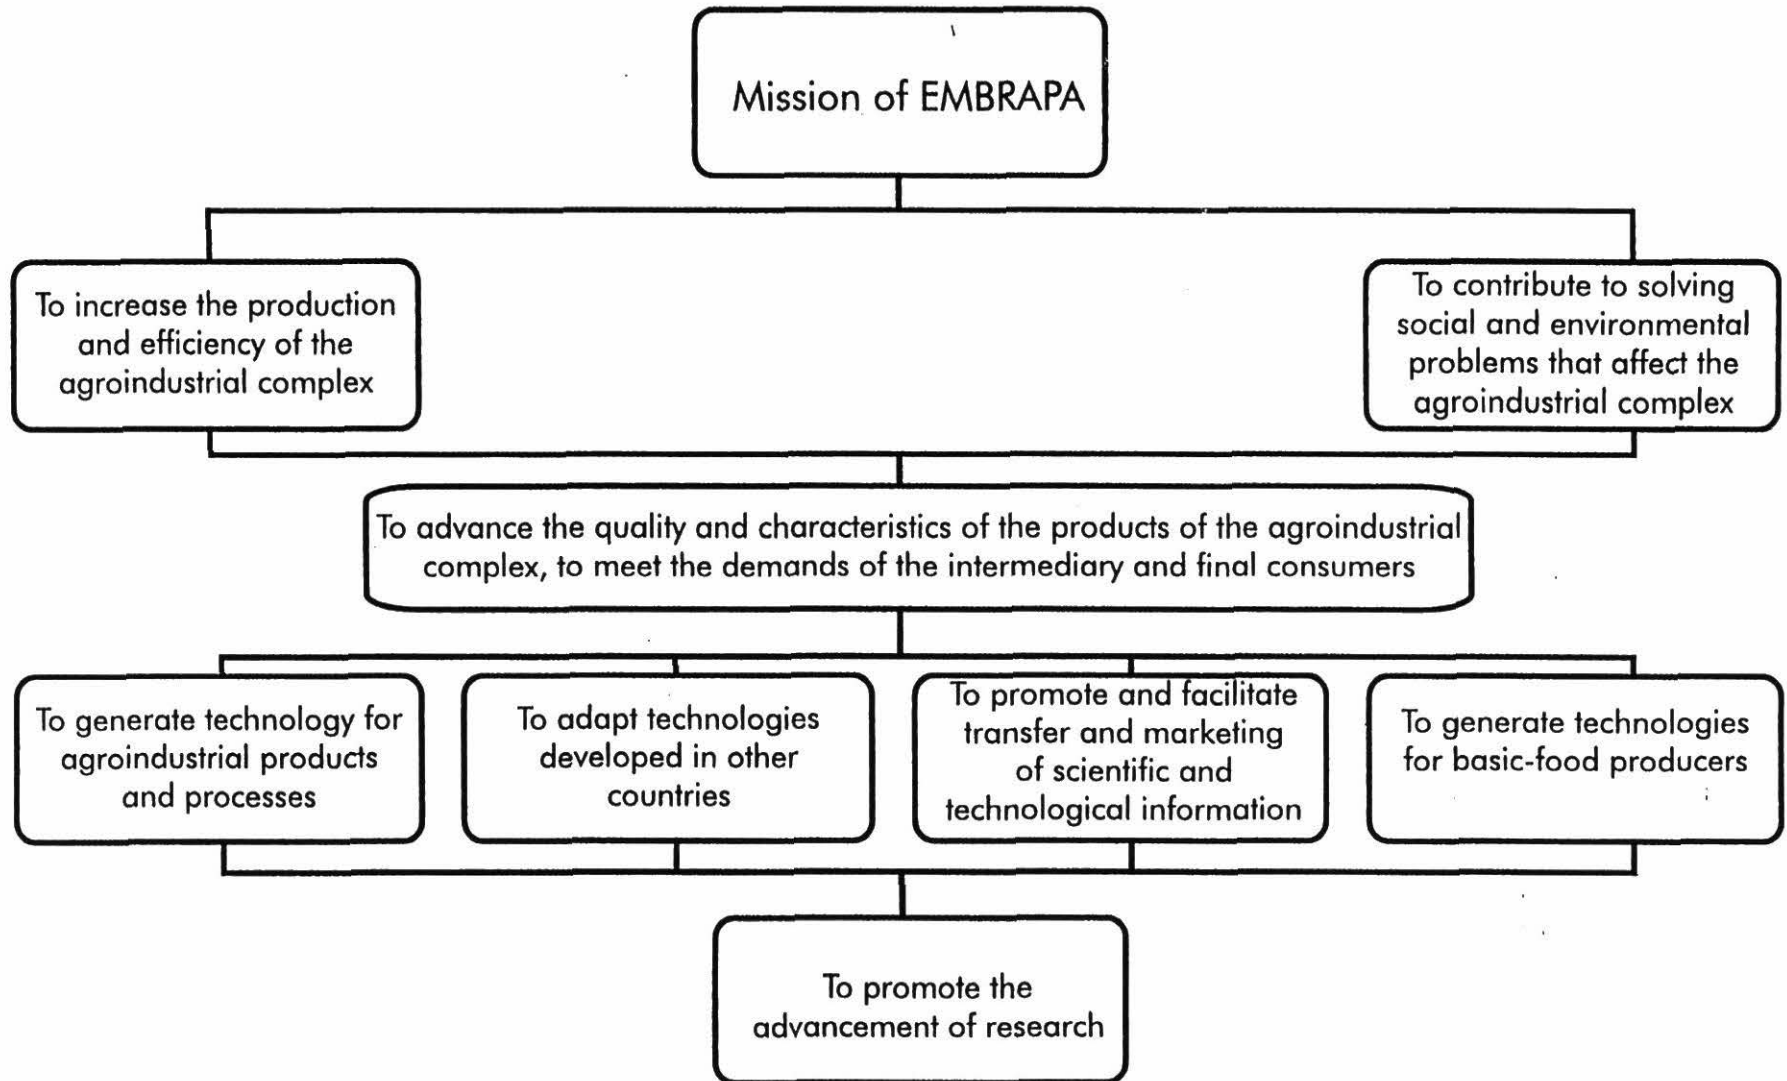 Mission of EMBRAPA
To increase the production
and efficiency of the
agroindustrial complex
To contribute to solving
social and environmental
problems that affect the
agroindustrial complex
To advance the quality and characteristics of the products of the agroindustrial
complex, to meet the demands of the intermediary and final consumers
To generate technology for
agroindustrial products
and processes
To adapt technologies
developed in other
countries
To promote and facilitate
transfer and marketing
of scientific and
technological information
To generate technologies
for basic-food producers
To promote the
advancement of research